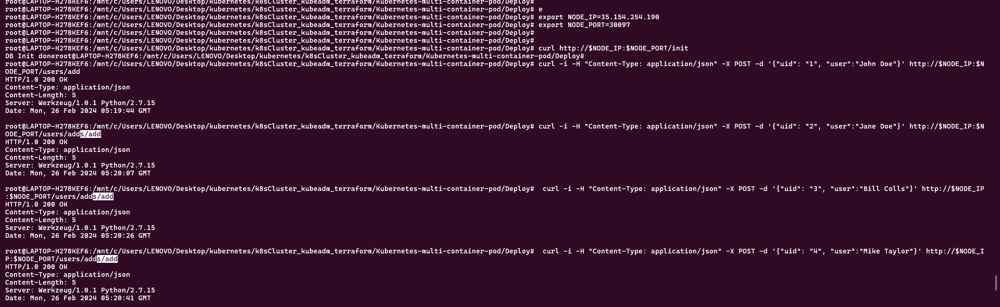 root@LAPTOP-H278KEF6:/mnt/c/Users/LENOVO/Desktop/kubernetes/k8sCluster_kubeadm_terraform/Kubernetes-multi-container-pod/Deploy#
root@LAPTOP-H278KEF6:/mnt/c/Users/LENOVO/Desktop/kubernetes/k8sCluster_kubeadm_terraform/Kubernetes-multi-container-pod/Deploy# e
root@LAPTOP-H278KEF6:/mnt/c/Users/LENOVO/Desktop/kubernetes/k8sCluster_kubeadm_terraform/Kubernetes-multi-container-pod/Deploy# export NODE_IP=35.154.254.190
root@LAPTOP-H278KEF6:/mnt/c/Users/LENOVO/Desktop/kubernetes/k8sCluster_kubeadm_terraform/Kubernetes-multi-container-pod/Deploy# export NODE_PORT=30097
root@LAPTOP-H278KEF6:/mnt/c/Users/LENOVO/Desktop/kubernetes/k8sCluster_kubeadm_terraform/Kubernetes-multi-container-pod/Deploy#
root@LAPTOP-H278KEF6:/mnt/c/Users/LENOVO/Desktop/kubernetes/k8sCluster_kubeadm_terraform/Kubernetes-multi-container-pod/Deploy#
root@LAPTOP-H278KEF6:/mnt/c/Users/LENOVO/Desktop/kubernetes/k8sCluster_kubeadm_terraform/Kubernetes-multi-container-pod/Deploy# curl http://$NODE_IP:$NODE_PORT/init
DB Init doneroot@LAPTOP-H278KEF6:/mnt/c/Users/LENOVO/Desktop/kubernetes/k8sCluster_kubeadm_terraform/Kubernetes-multi-container-pod/Deploy#
root@LAPTOP-H278KEF6:/mnt/c/Users/LENOVO/Desktop/kubernetes/k8sCluster_kubeadm_terraform/Kubernetes-multi-container-pod/Deploy# curl -i -H "Content-Type: application/json" -X POST -d '{"uid": "1", "user":"John Doe"}' http://$NODE_IP:$N
ODE_PORT/users/add
HTTP/1.0 200 OK
Content-Type: application/json
Content-Length: 5
Server: Werkzeug/1.0.1 Python/2.7.15
Date: Mon, 26 Feb 2024 05:19:44 GMT
root@LAPTOP-H278KEF6:/mnt/c/Users/LENOVO/Desktop/kubernetes/k8sCluster_kubeadm_terraform/Kubernetes-multi-container-pod/Deploy# curl -i -H "Content-Type: application/json" -X POST -d '{"uid": "2", "user":"Jane Doe"}' http://$NODE_IP:$N
ODE_PORT/users/adds/add
HTTP/1.0 200 OK
Content-Type: application/json
Content-Length: 5
Server: Werkzeug/1.0.1 Python/2.7.15
Date: Mon, 26 Feb 2024 05:20:07 GMT
root@LAPTOP-H278KEF6:/mnt/c/Users/LENOVO/Desktop/kubernetes/k8sCluster_kubeadm_terraform/Kubernetes-multi-container-pod/Deploy#  curl -i -H "Content-Type: application/json" -X POST -d '{"uid": "3", "user":"Bill Colls"}' http://$NODE_IP
:$NODE_PORT/users/adds/add
HTTP/1.0 200 OK
Content-Type: application/json
Content-Length: 5
Server: Werkzeug/1.0.1 Python/2.7.15
Date: Mon, 26 Feb 2024 05:20:26 GMT
root@LAPTOP-H278KEF6:/mnt/c/Users/LENOVO/Desktop/kubernetes/k8sCluster_kubeadm_terraform/Kubernetes-multi-container-pod/Deploy#  curl -i -H "Content-Type: application/json" -X POST -d '{"uid": "4", "user":"Mike Taylor"}' http://$NODE_I
P:$NODE_PORT/users/adds/add
HTTP/1.0 200 OK
Content-Type: application/json
Content-Length: 5
Server: Werkzeug/1.0.1 Python/2.7.15
Date: Mon, 26 Feb 2024 05:20:41 GMT